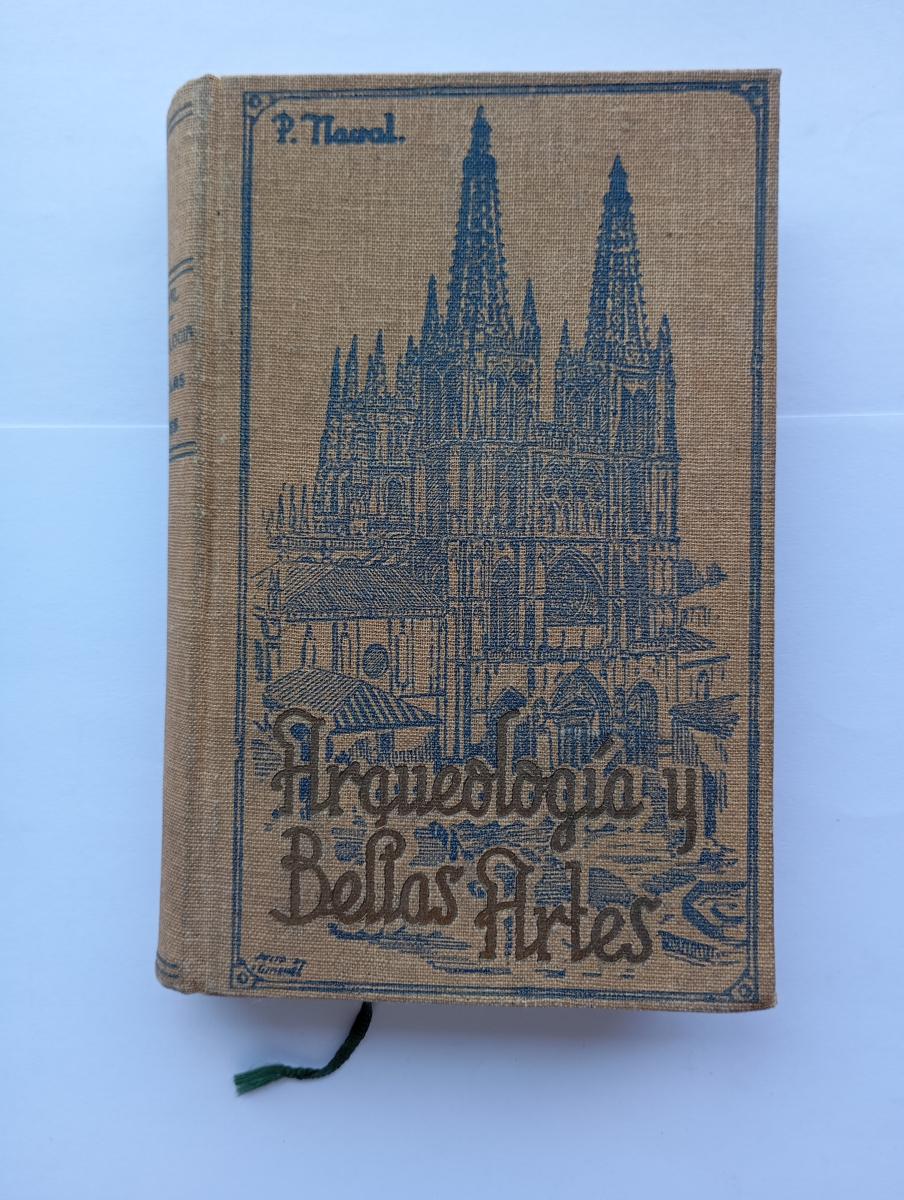 P. Naval.
Arqueología y
Bellas Artes